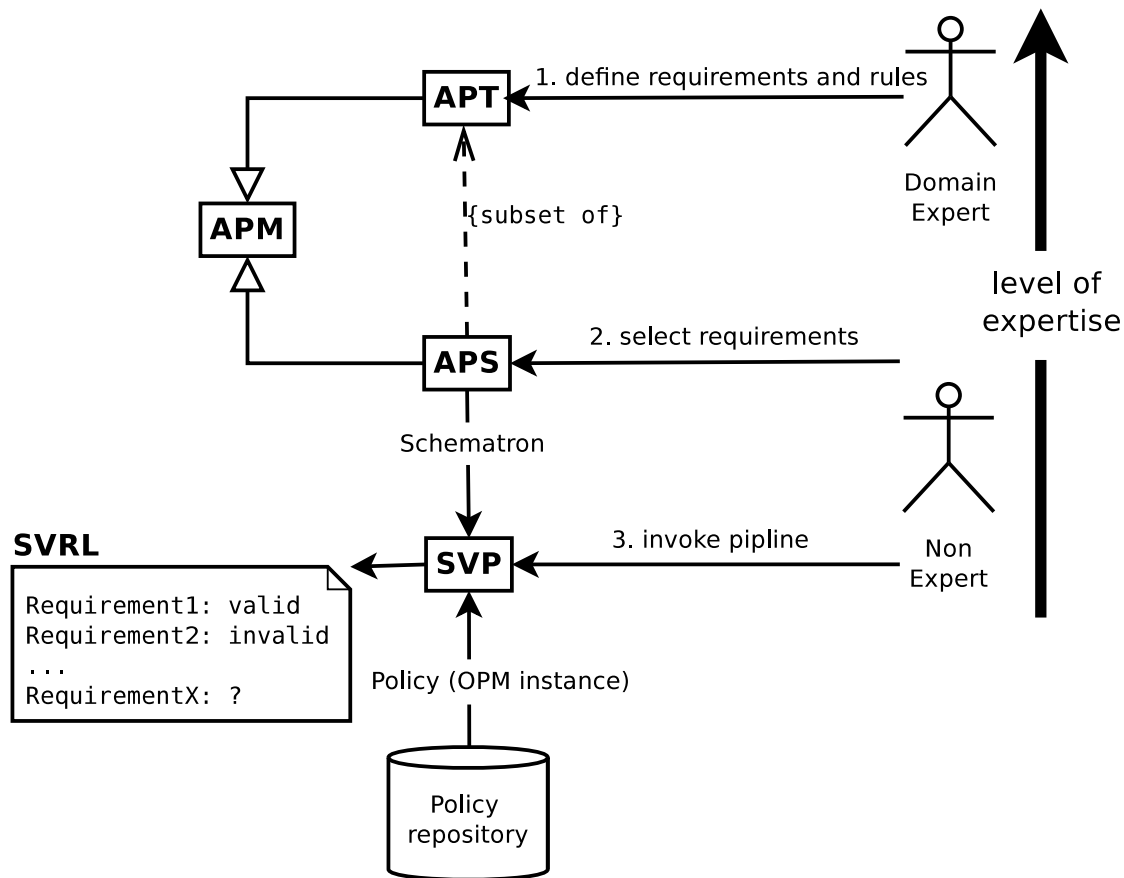 1. define requirements and rules
APT
Domain
Expert
APM
{subset of}
level of
expertise
2. select requirements
APS
Schematron
3. invoke pipline
SVP
Non
Expert
SVRL
Requirement1: valid
Requirement2: invalid
...
RequirementX: ?
Policy (OPM instance)
Policy
repository